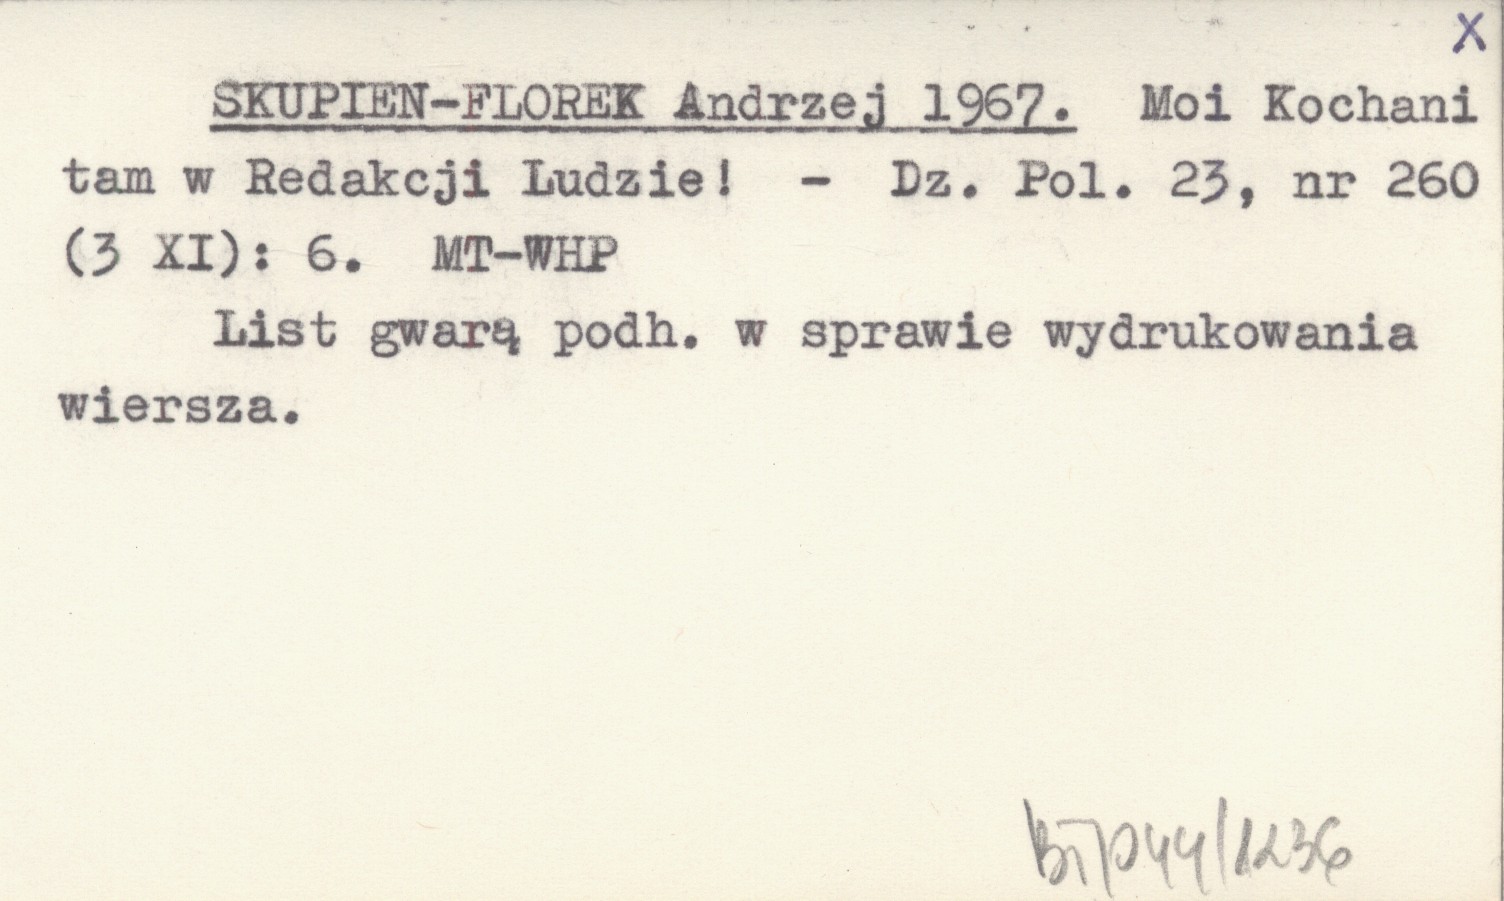 X
SKUPIEN-FLOREK Andrzej 1967. Moi Kochani
tam w Redakcji Ludzie! - Dz. Pol. 23, nr 260
(3 XI): 6. MT-WHP
List gwarą podh. w sprawie wydrukowania
wiersza.